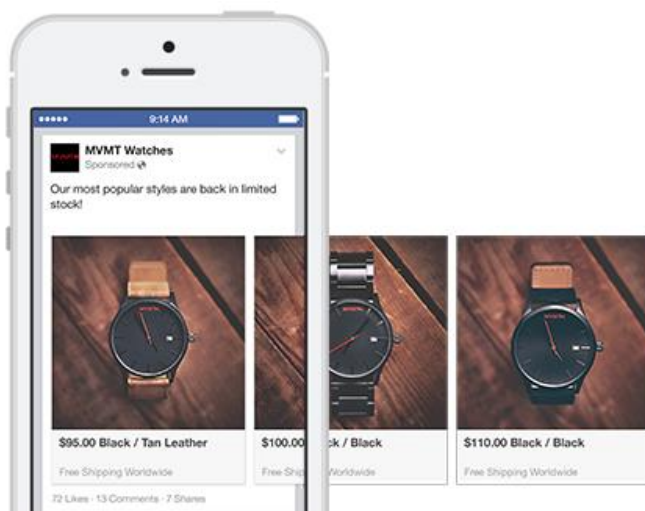 9:14 AM
MVMT Watches
Sponsored
Our most popular styles are back in limited
stock!
$95.00 Black / Tan Leather
Free Shipping Worldwide
$100.00 ck / Black
Free Ship Worldwide
$110.00 Black / Black
Free Shipping Worldwide
72 Likes · 13 Comments · 7 Shares